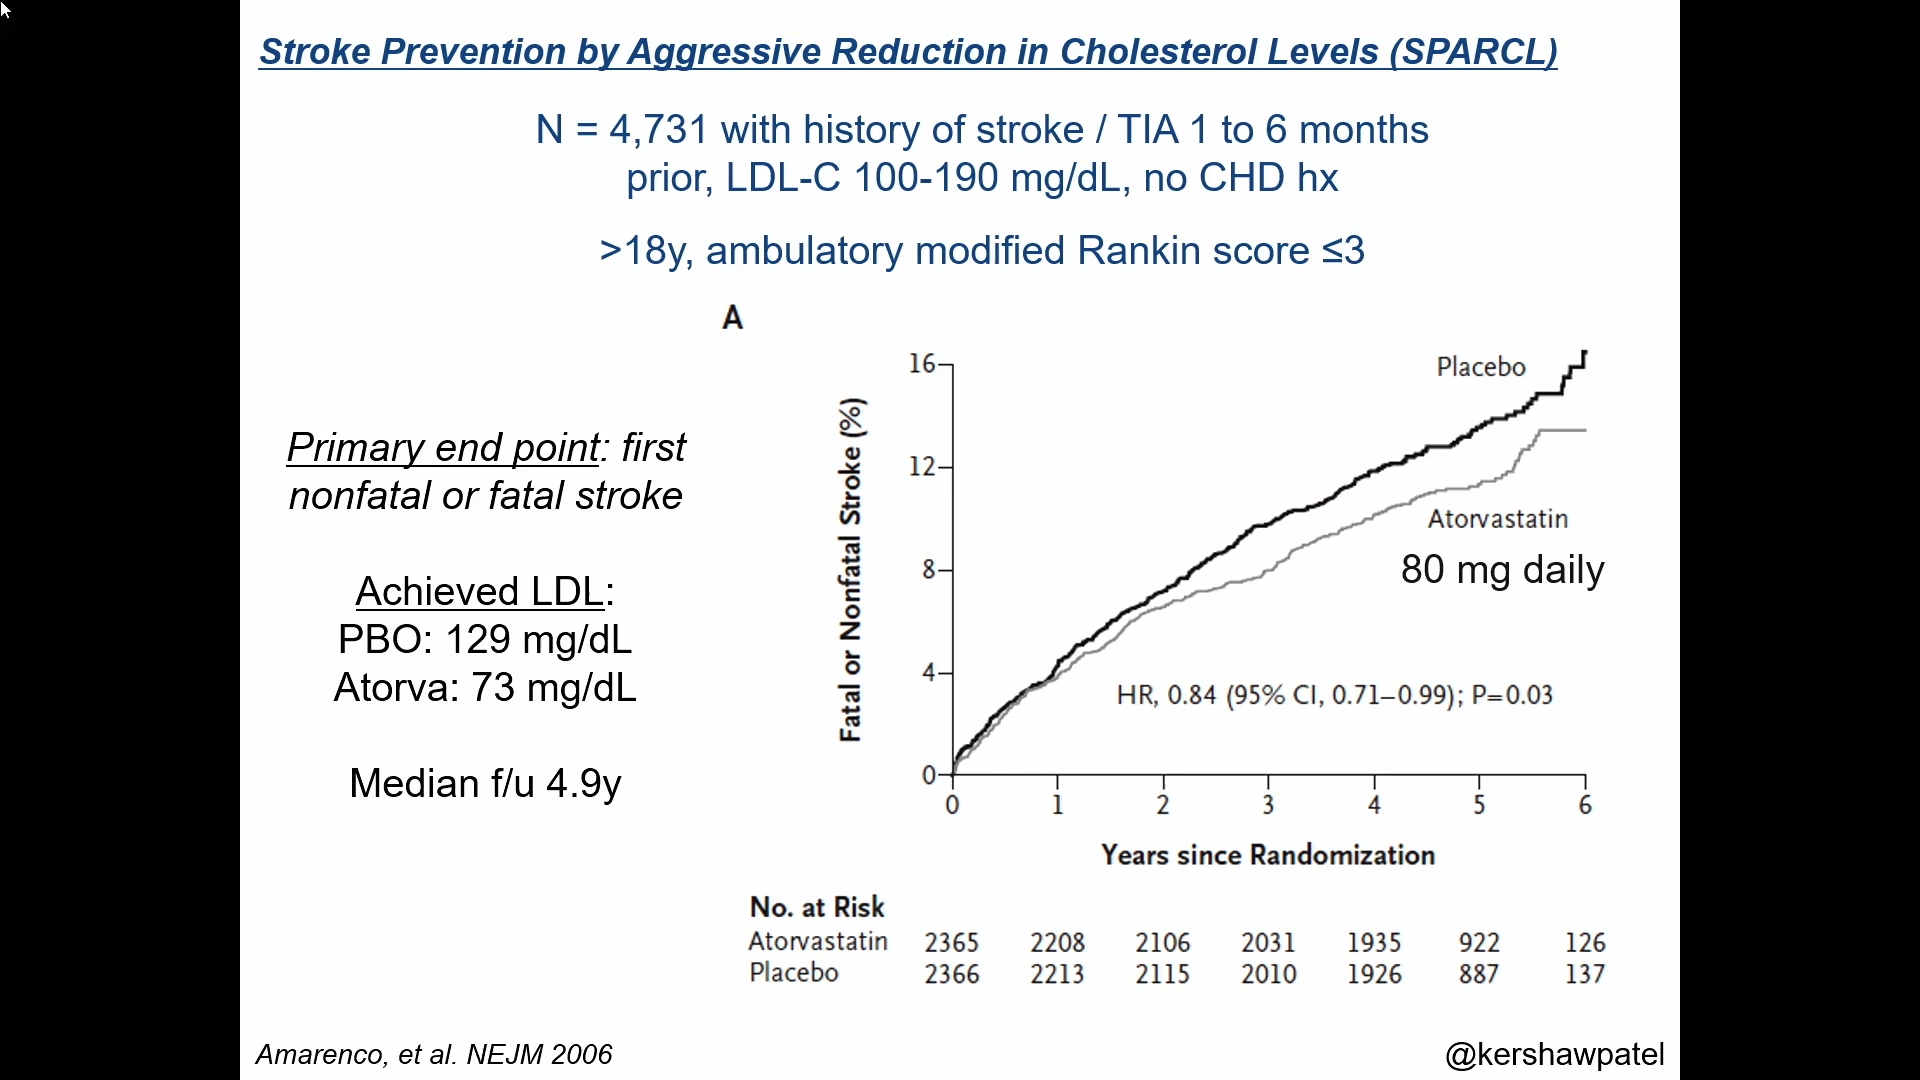 Stroke Prevention by Aggressive Reduction in Cholesterol Levels (SPARCL)
N = 4,731 with history of stroke / TIA 1 to 6 months
prior, LDL-C 100-190 mg/dL, no CHD hx
>18y, ambulatory modified Rankin score ≤3
Primary end point: first
nonfatal or fatal stroke
Achieved LDL:
PBO: 129 mg/dL
Atorva: 73 mg/dL
Median f/u 4.9y
A
Fatal or Nonfatal Stroke (%)
16
12
8
4
0
Placebo
Atorvastatin
80 mg daily
HR, 0.84 (95% CI, 0.71–0.99); P=0.03
0 1 2 3 4 5 6
Years since Randomization
No. at Risk
Atorvastatin 2365 2208 2106 2031 1935 922 126
Placebo 2366 2213 2115 2010 1926 887 137
Amarenco, et al. NEJM 2006
@kershawpatel